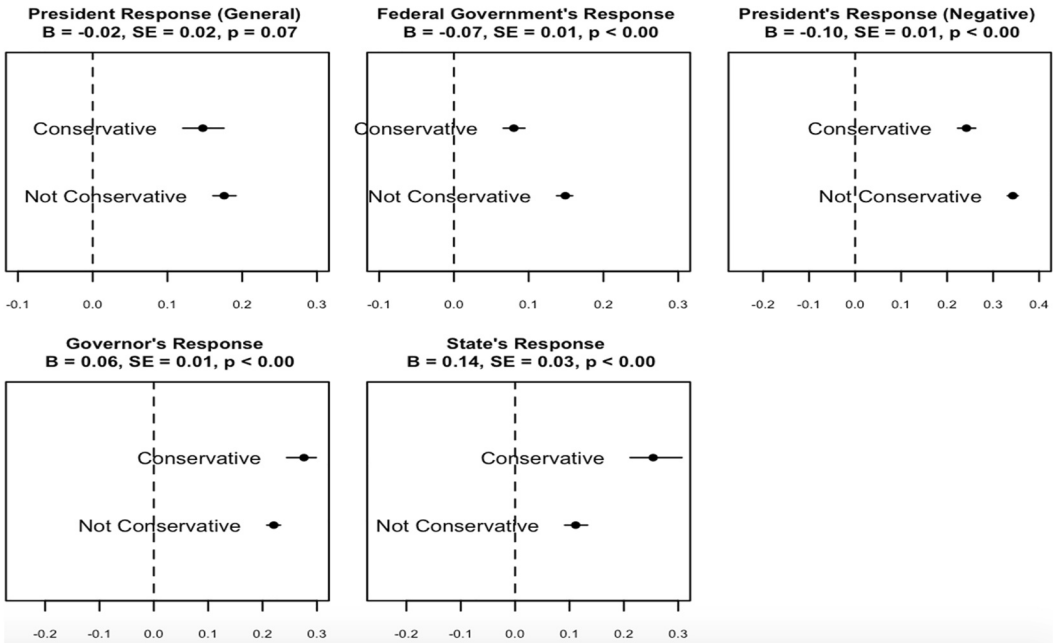 President Response (General)
B = -0.02, SE = 0.02, p = 0.07
Conservative
Not Conservative
-0.1 0.0 0.1 0.2 0.3
Federal Government's Response
B = -0.07, SE = 0.01, p < 0.00
Conservative
Not Conservative
-0.1 0.0 0.1 0.2 0.3
President's Response (Negative)
B = -0.10, SE = 0.01, p < 0.00
Conservative
Not Conservative
-0.2 -0.1 0.0 0.1 0.2 0.3 0.4
Governor's Response
B = 0.06, SE = 0.01, p < 0.00
Conservative
Not Conservative
-0.2 -0.1 0.0 0.1 0.2 0.3
State's Response
B = 0.14, SE = 0.03, p < 0.00
Conservative
Not Conservative
-0.2 -0.1 0.0 0.1 0.2 0.3